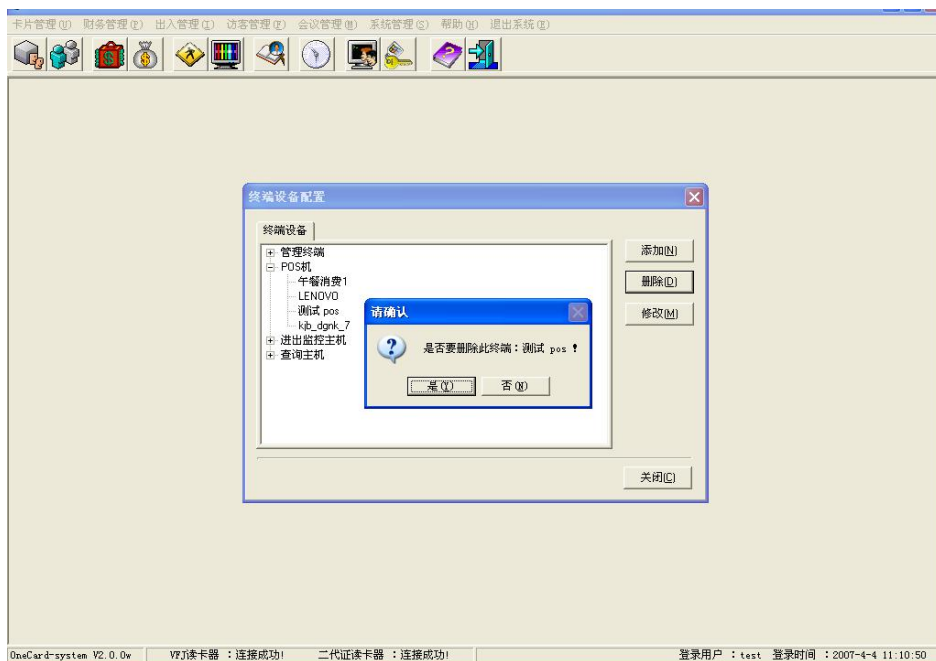 卡片管理(U) 财务管理(P) 出入管理(I) 访客管理(F) 会议管理(M) 系统管理(S) 帮助(H) 退出系统(E)
终端设备配置
终端设备
管理终端
添加(N)
POS机
午餐消费1
删除(D)
LENOVO
测试 pos
请确认
修改(M)
kjb_dgnk_7
进出监控主机
查询主机
是否要删除此终端：测试 pos !
是(Y) 否(N)
关闭(C)
OneCard-system V2.0.0w VFJ读卡器 ：连接成功! 二代证读卡器 ：连接成功! 登录用户 ：test 登录时间 ：2007-4-4 11:10:50